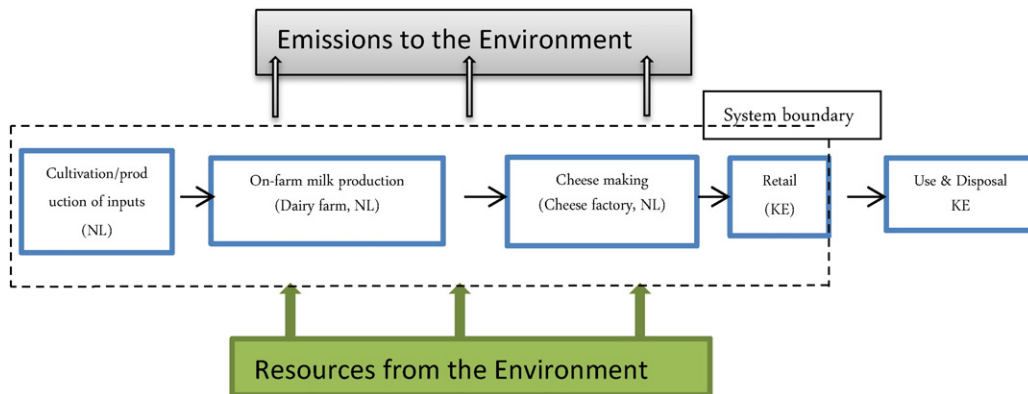 Emissions to the Environment
System boundary
Cultivation/prod
uction of inputs
(NL)
On-farm milk production
(Dairy farm, NL)
Cheese making
(Cheese factory, NL)
Retail
(KE)
Use & Disposal
KE
Resources from the Environment